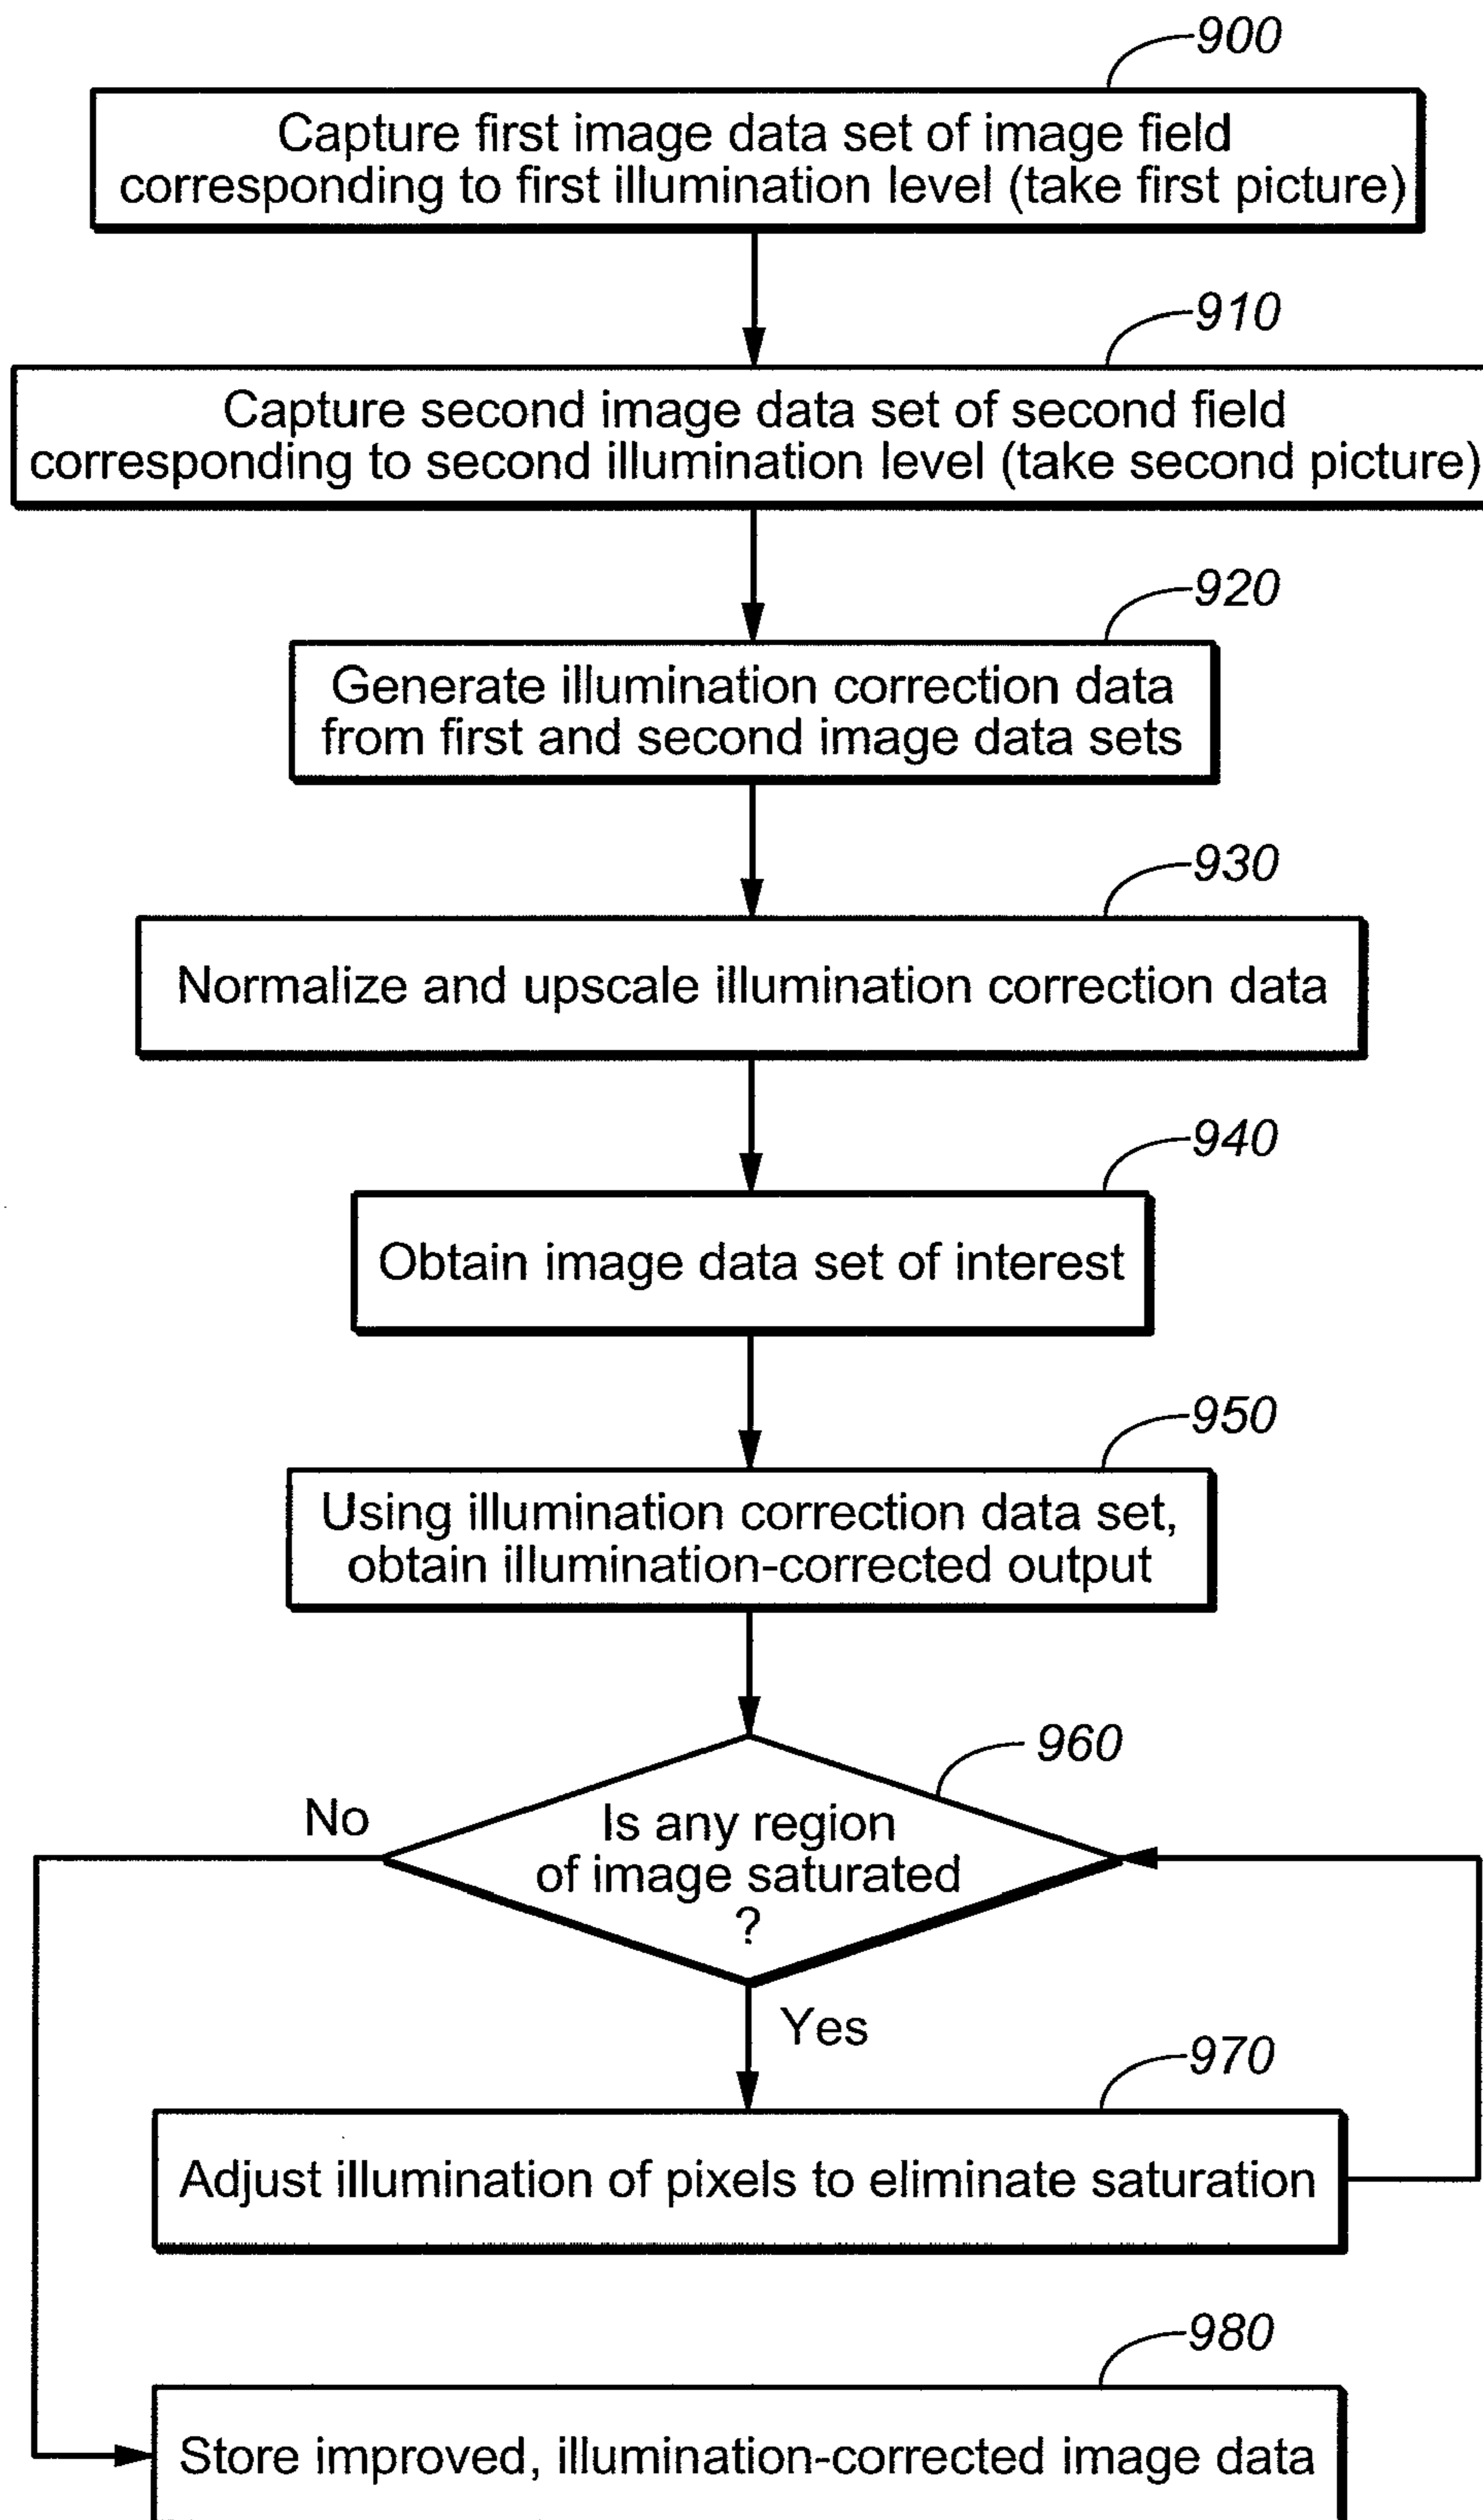 900
Capture first image data set of image field
corresponding to first illumination level (take first picture)
910
Capture second image data set of second field
corresponding to second illumination level (take second picture)
920
Generate illumination correction data
from first and second image data sets
930
Normalize and upscale illumination correction data
940
Obtain image data set of interest
950
Using illumination correction data set,
obtain illumination-corrected output
960
No
Is any region
of image saturated
?
Yes
970
Adjust illumination of pixels to eliminate saturation
980
Store improved, illumination-corrected image data